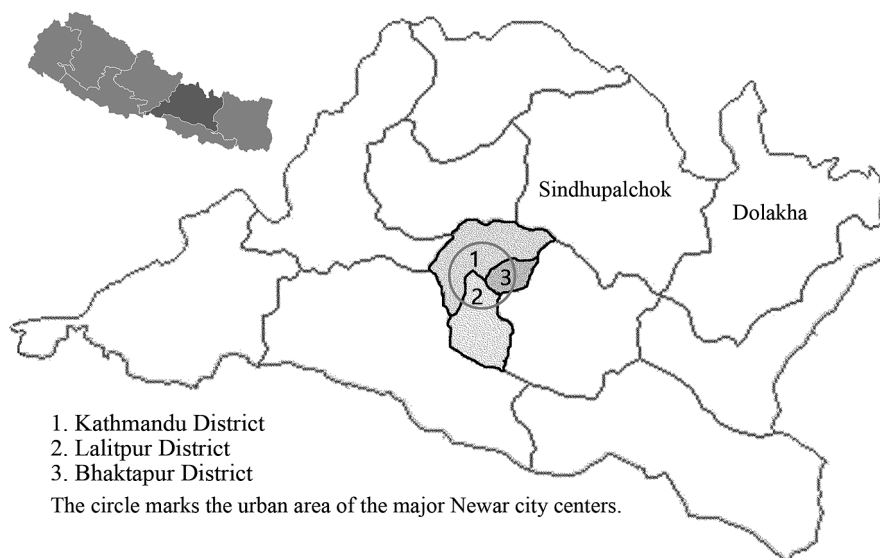 Sindhupalchok
Dolakha
1
3
2
1. Kathmandu District
2. Lalitpur District
3. Bhaktapur District
The circle marks the urban area of the major Newar city centers.